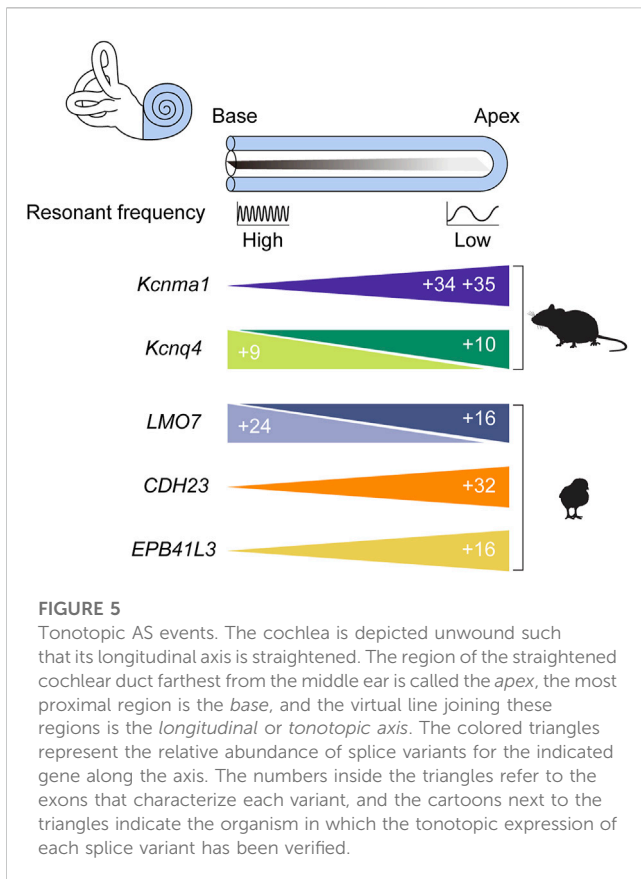 Base
Apex
Resonant frequency
High
Low
Kcnma1
+34 +35
Kcnq4
+9
+10
LMO7
+24
+16
CDH23
+32
EPB41L3
+16
FIGURE 5
Tonotopic AS events. The cochlea is depicted unwound such
that its longitudinal axis is straightened. The region of the straightened
cochlear duct farthest from the middle ear is called the apex, the most
proximal region is the base, and the virtual line joining these
regions is the longitudinal or tonotopic axis. The colored triangles
represent the relative abundance of splice variants for the indicated
gene along the axis. The numbers inside the triangles refer to the
exons that characterize each variant, and the cartoons next to the
triangles indicate the organism in which the tonotopic expression of
each splice variant has been verified.